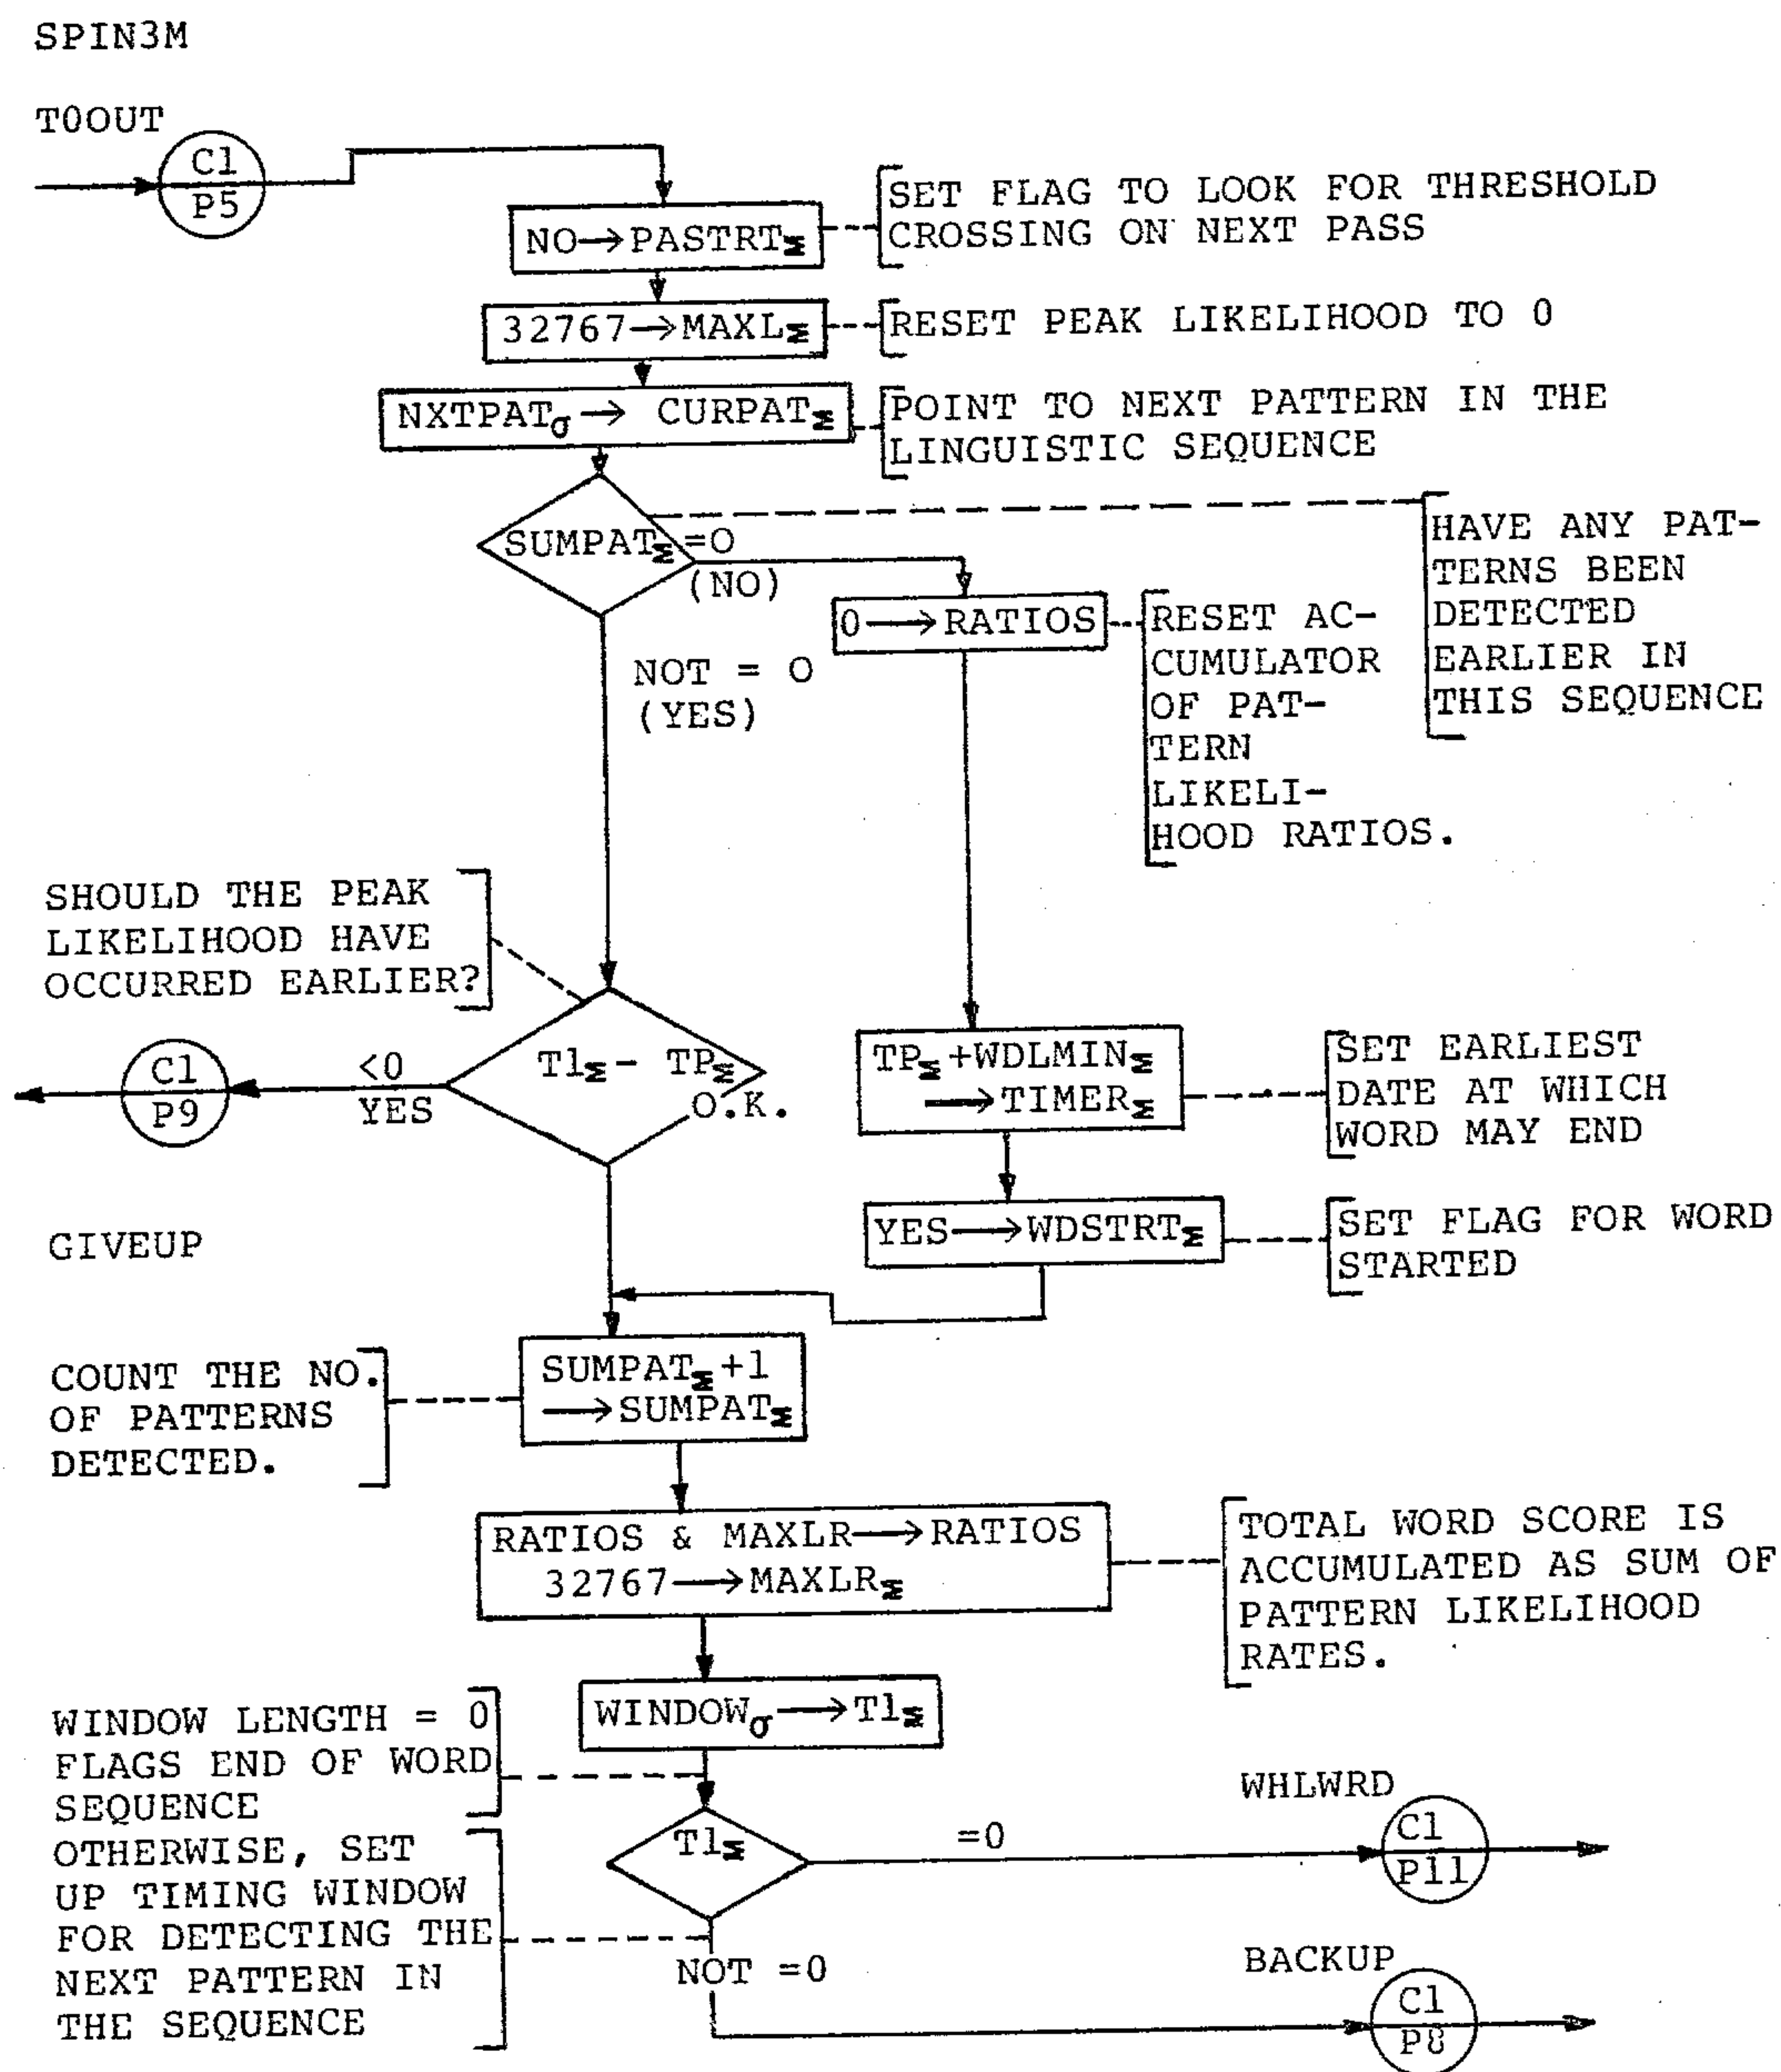 SPIN3M
T0OUT
C1
P5
NO→PASTRTΣ
SET FLAG TO LOOK FOR THRESHOLD
CROSSING ON NEXT PASS
32767→MAXLΣ
RESET PEAK LIKELIHOOD TO 0
NXTPATσ → CURPATΣ
POINT TO NEXT PATTERN IN THE
LINGUISTIC SEQUENCE
SUMPATΣ =0
(NO)
HAVE ANY PAT-
TERNS BEEN
DETECTED
EARLIER IN
THIS SEQUENCE
0→RATIOS
RESET AC-
CUMULATOR
OF PAT-
TERN
LIKELI-
HOOD RATIOS.
NOT = 0
(YES)
SHOULD THE PEAK
LIKELIHOOD HAVE
OCCURRED EARLIER?
T1Σ - TPΣ
O.K.
<0
YES
C1
P9
TPΣ+WDLMINΣ
→TIMERΣ
SET EARLIEST
DATE AT WHICH
WORD MAY END
YES→WDSTRTΣ
SET FLAG FOR WORD
STARTED
GIVEUP
SUMPATΣ+1
→SUMPATΣ
COUNT THE NO.
OF PATTERNS
DETECTED.
RATIOS & MAXLR→RATIOS
32767→MAXLRΣ
TOTAL WORD SCORE IS
ACCUMULATED AS SUM OF
PATTERN LIKELIHOOD
RATES.
WINDOWσ→T1Σ
WINDOW LENGTH = 0
FLAGS END OF WORD
SEQUENCE
OTHERWISE, SET
UP TIMING WINDOW
FOR DETECTING THE
NEXT PATTERN IN
THE SEQUENCE
T1Σ
=0
WHLWRD
C1
P11
NOT =0
BACKUP
C1
P8